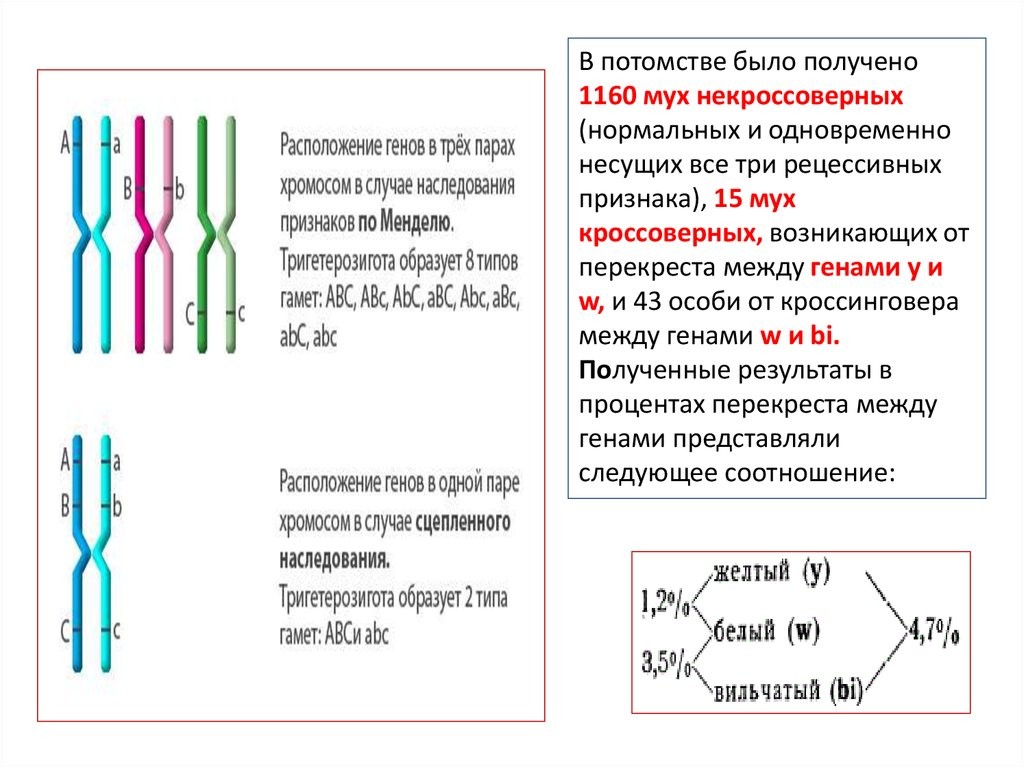 A a
B b
C c
Расположение генов в трёх парах
хромосом в случае наследования
признаков по Менделю.
Тригетерозигота образует 8 типов
гамет: ABC, ABc, AbC, aBC, Abc, aBc,
abC, abc
A a
B b
C c
Расположение генов в одной паре
хромосом в случае сцепленного
наследования.
Тригетерозигота образует 2 типа
гамет: ABCи abc
В потомстве было получено
1160 мух некроссоверных
(нормальных и одновременно
несущих все три рецессивных
признака), 15 мух
кроссоверных, возникающих от
перекреста между генами y и
w, и 43 особи от кроссинговера
между генами w и bi.
Полученные результаты в
процентах перекреста между
генами представляли
следующее соотношение:
желтый (y)
1,2%
белый (w) 4,7%
3,5%
вильчатый (bi)